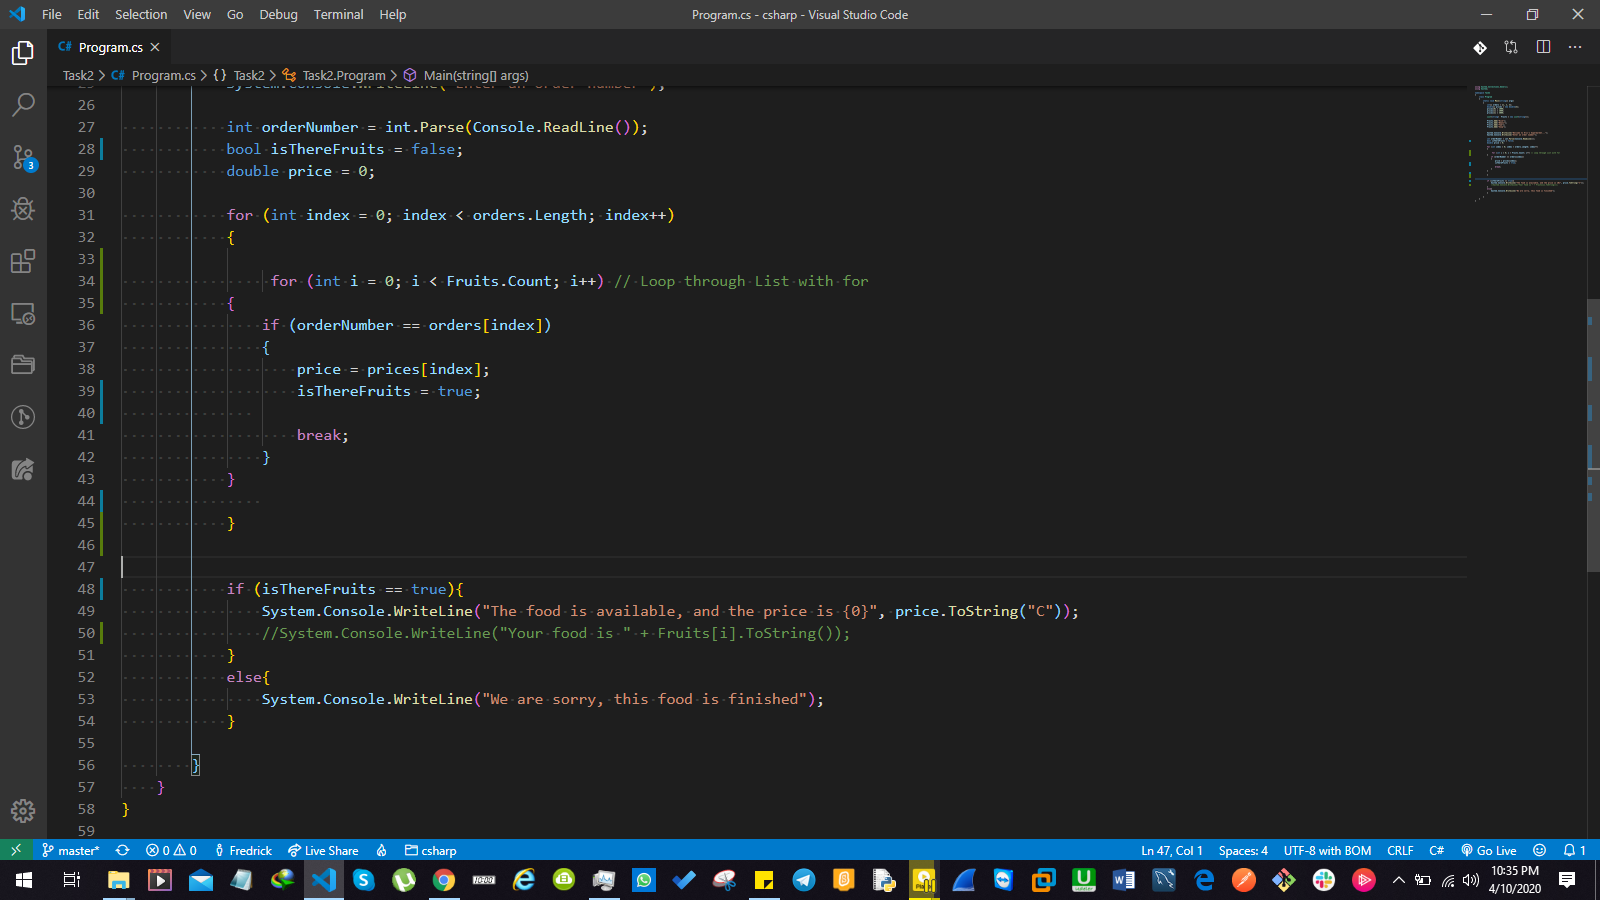 File Edit Selection View Go Debug Terminal Help Program.cs - csharp - Visual Studio Code
C# Program.cs
Task2 > C# Program.cs > {} Task2 > Task2.Program > Main(string[] args)
26
27 int orderNumber = int.Parse(Console.ReadLine());
28 bool isThereFruits = false;
29 double price = 0;
30
31 for (int index = 0; index < orders.Length; index++)
32 {
33
34 for (int i = 0; i < Fruits.Count; i++) // Loop through List with for
35 {
36 if (orderNumber == orders[index])
37 {
38 price = prices[index];
39 isThereFruits = true;
40
41 break;
42 }
43 }
44
45 }
46
47
48 if (isThereFruits == true){
49 System.Console.WriteLine("The food is available, and the price is {0}", price.ToString("C"));
50 //System.Console.WriteLine("Your food is " + Fruits[i].ToString());
51 }
52 else{
53 System.Console.WriteLine("We are sorry, this food is finished");
54 }
55
56 }
57 }
58 }
59
3
master* 0 0 Fredrick Live Share csharp Ln 47, Col 1 Spaces: 4 UTF-8 with BOM CRLF C# Go Live 1
10:35 PM
4/10/2020